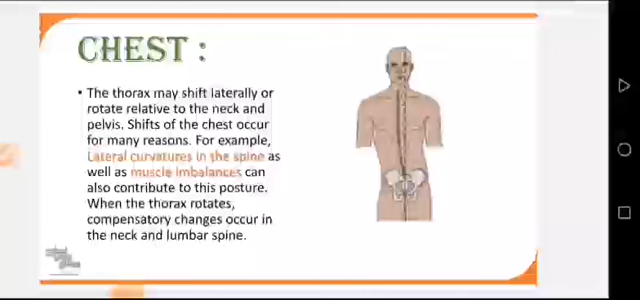 CHEST :
• The thorax may shift laterally or
rotate relative to the neck and
pelvis. Shifts of the chest occur
for many reasons. For example,
Lateral curvatures in the spine as
well as muscle imbalances can
also contribute to this posture.
When the thorax rotates,
compensatory changes occur in
the neck and lumbar spine.